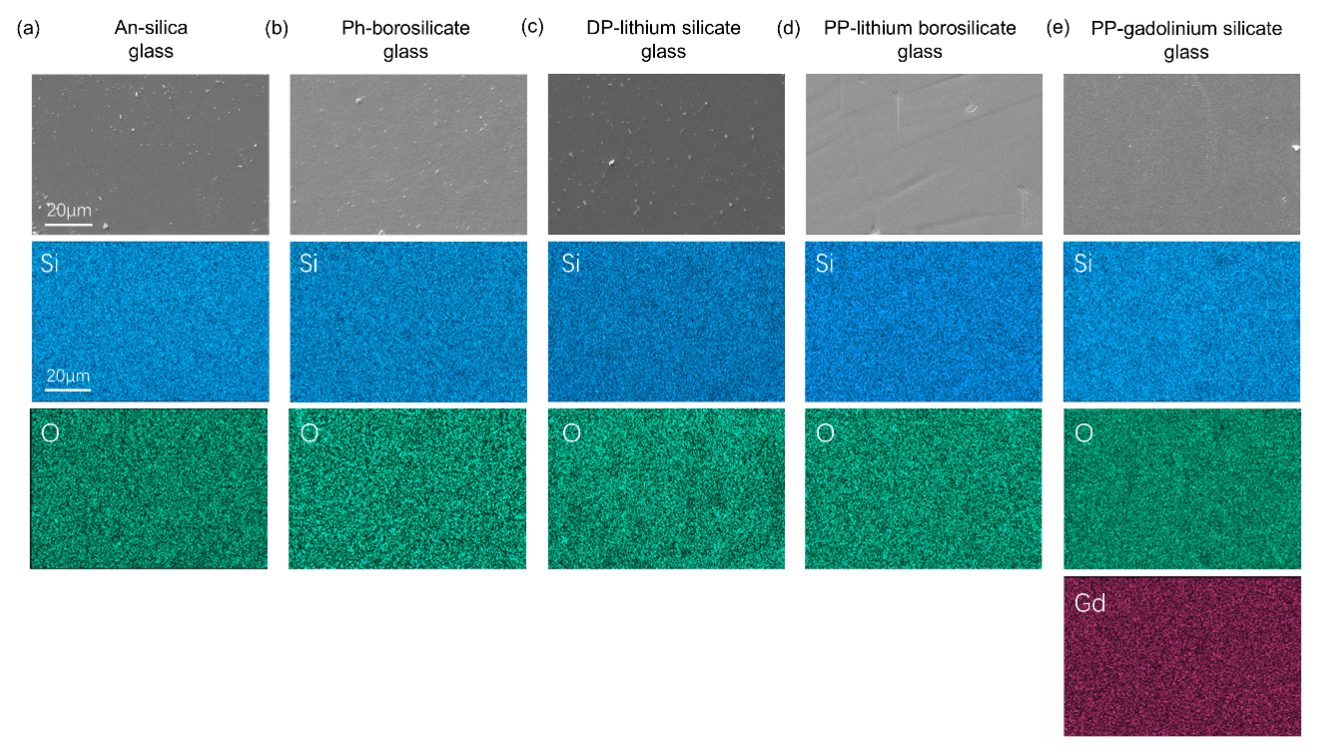 (a) An-silica
glass
(b) Ph-borosilicate
glass
(c) DP-lithium silicate
glass
(d) PP-lithium borosilicate
glass
(e) PP-gadolinium silicate
glass
20μm
Si
20μm
Si
Si
Si
Si
O
O
O
O
O
Gd